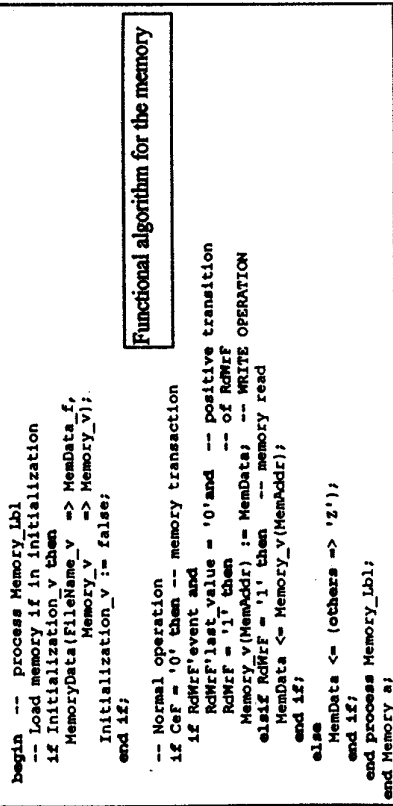 begin -- process Memory_Lbl
-- Load memory if in initialization
if Initialization_v then
MemoryData(FileName_v => MemData_f,
Memory_v => Memory_v);
Initialization_v := false;
end if;
Functional algorithm for the memory
-- Normal operation
if CeF = '0' then -- memory transaction
if RdWrF'event and
RdWrF'last_value = '0'and -- positive transition
RdWrF = '1' then -- of RdWrF
Memory_v(MemAddr) := MemData; -- WRITE OPERATION
elsif RdWrF = '1' then -- memory read
MemData <= Memory_v(MemAddr);
end if;
else
MemData <= (others => 'Z');
end if;
end process Memory_Lbl;
end Memory a;